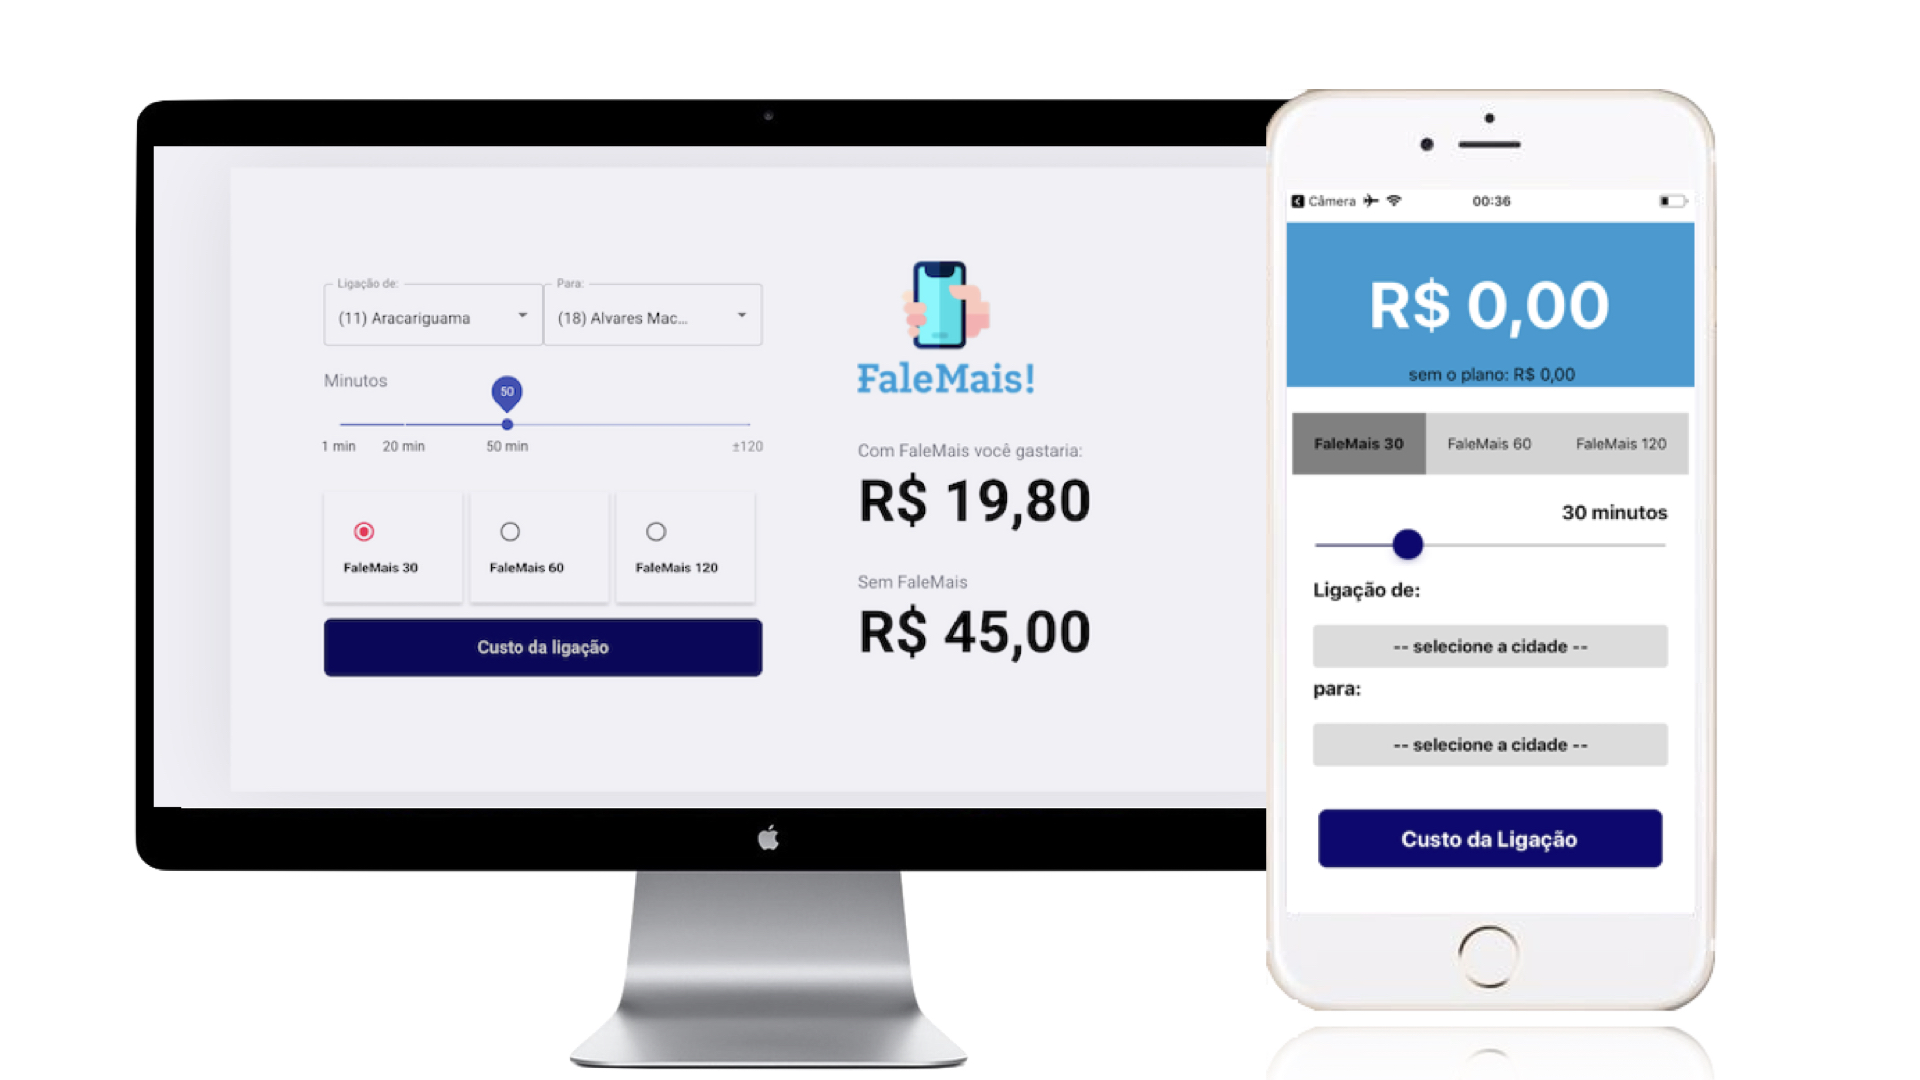 Ligação de:
Para:
(11) Aracariguama
(18) Alvares Mac...
Minutos
50
1 min
20 min
50 min
±120
FaleMais 30
FaleMais 60
FaleMais 120
Custo da ligação
FaleMais!
Com FaleMais você gastaria:
R$ 19,80
Sem FaleMais
R$ 45,00
Câmera
00:36
R$ 0,00
sem o plano: R$ 0,00
FaleMais 30
FaleMais 60
FaleMais 120
30 minutos
Ligação de:
-- selecione a cidade --
para:
-- selecione a cidade --
Custo da Ligação